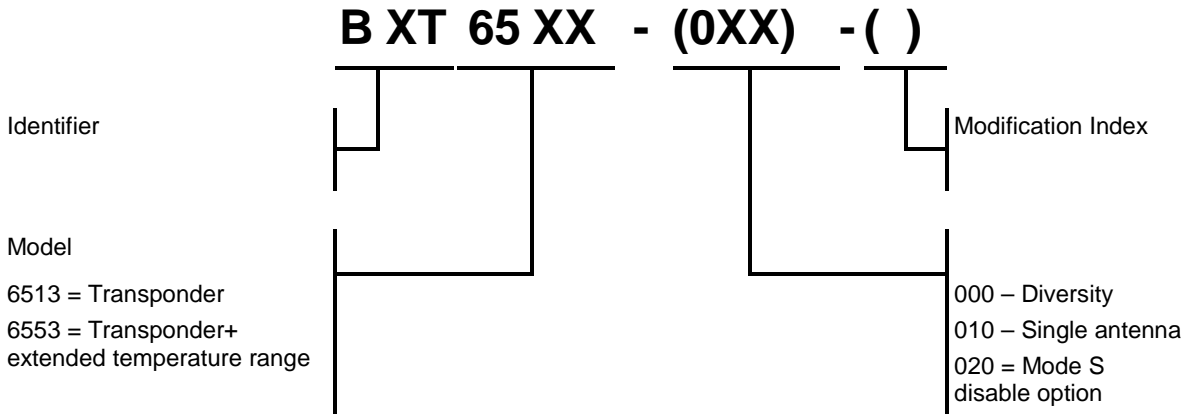 B XT 65 XX - (0XX) - ( )
Identifier
Modification Index
Model
6513 = Transponder
6553 = Transponder+
extended temperature range
000 – Diversity
010 – Single antenna
020 = Mode S
disable option